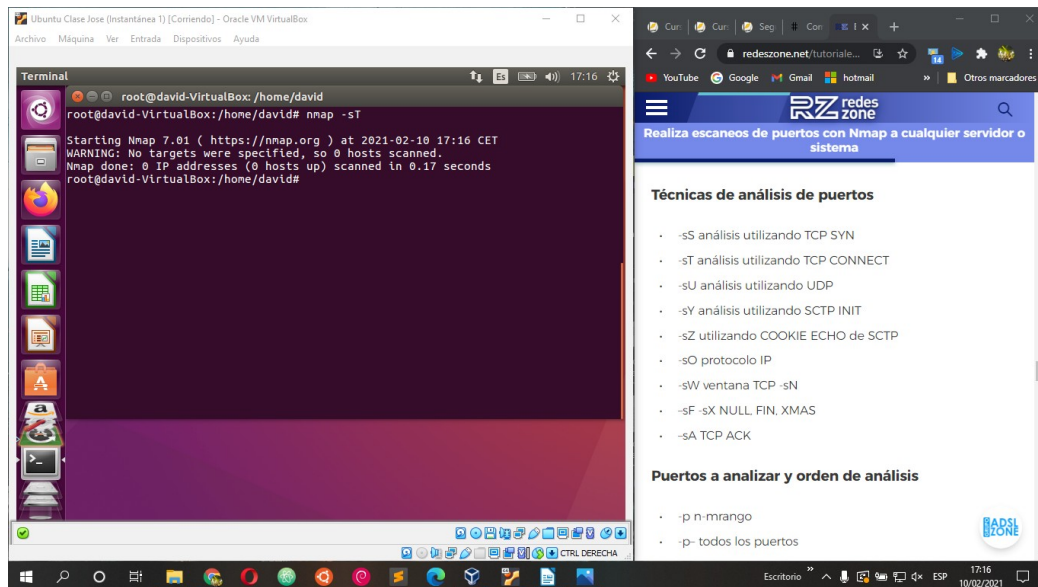 Ubuntu Clase Jose (Instantánea 1) [Corriendo] - Oracle VM VirtualBox
Archivo Máquina Ver Entrada Dispositivos Ayuda
Terminal
Es
17:16
root@david-VirtualBox: /home/david
root@david-VirtualBox:/home/david# nmap -sT
Starting Nmap 7.01 ( https://nmap.org ) at 2021-02-10 17:16 CET
WARNING: No targets were specified, so 0 hosts scanned.
Nmap done: 0 IP addresses (0 hosts up) scanned in 0.17 seconds
root@david-VirtualBox:/home/david#
CTRL DERECHA
Cur
Cur
Seg
Con
redeszone.net/tutoriale...
14
YouTube Google Gmail hotmail » Otros marcadores
RZ redes zone
Realiza escaneos de puertos con Nmap a cualquier servidor o
sistema
Técnicas de análisis de puertos
• -sS análisis utilizando TCP SYN
• -sT análisis utilizando TCP CONNECT
• -sU análisis utilizando UDP
• -sY análisis utilizando SCTP INIT
• -sZ utilizando COOKIE ECHO de SCTP
• -sO protocolo IP
• -sW ventana TCP -sN
• -sF -sX NULL, FIN, XMAS
• -sA TCP ACK
Puertos a analizar y orden de análisis
• -p n-mrango
• -p- todos los puertos
ADSL
ZONE
Escritorio »
ESP
17:16
10/02/2021